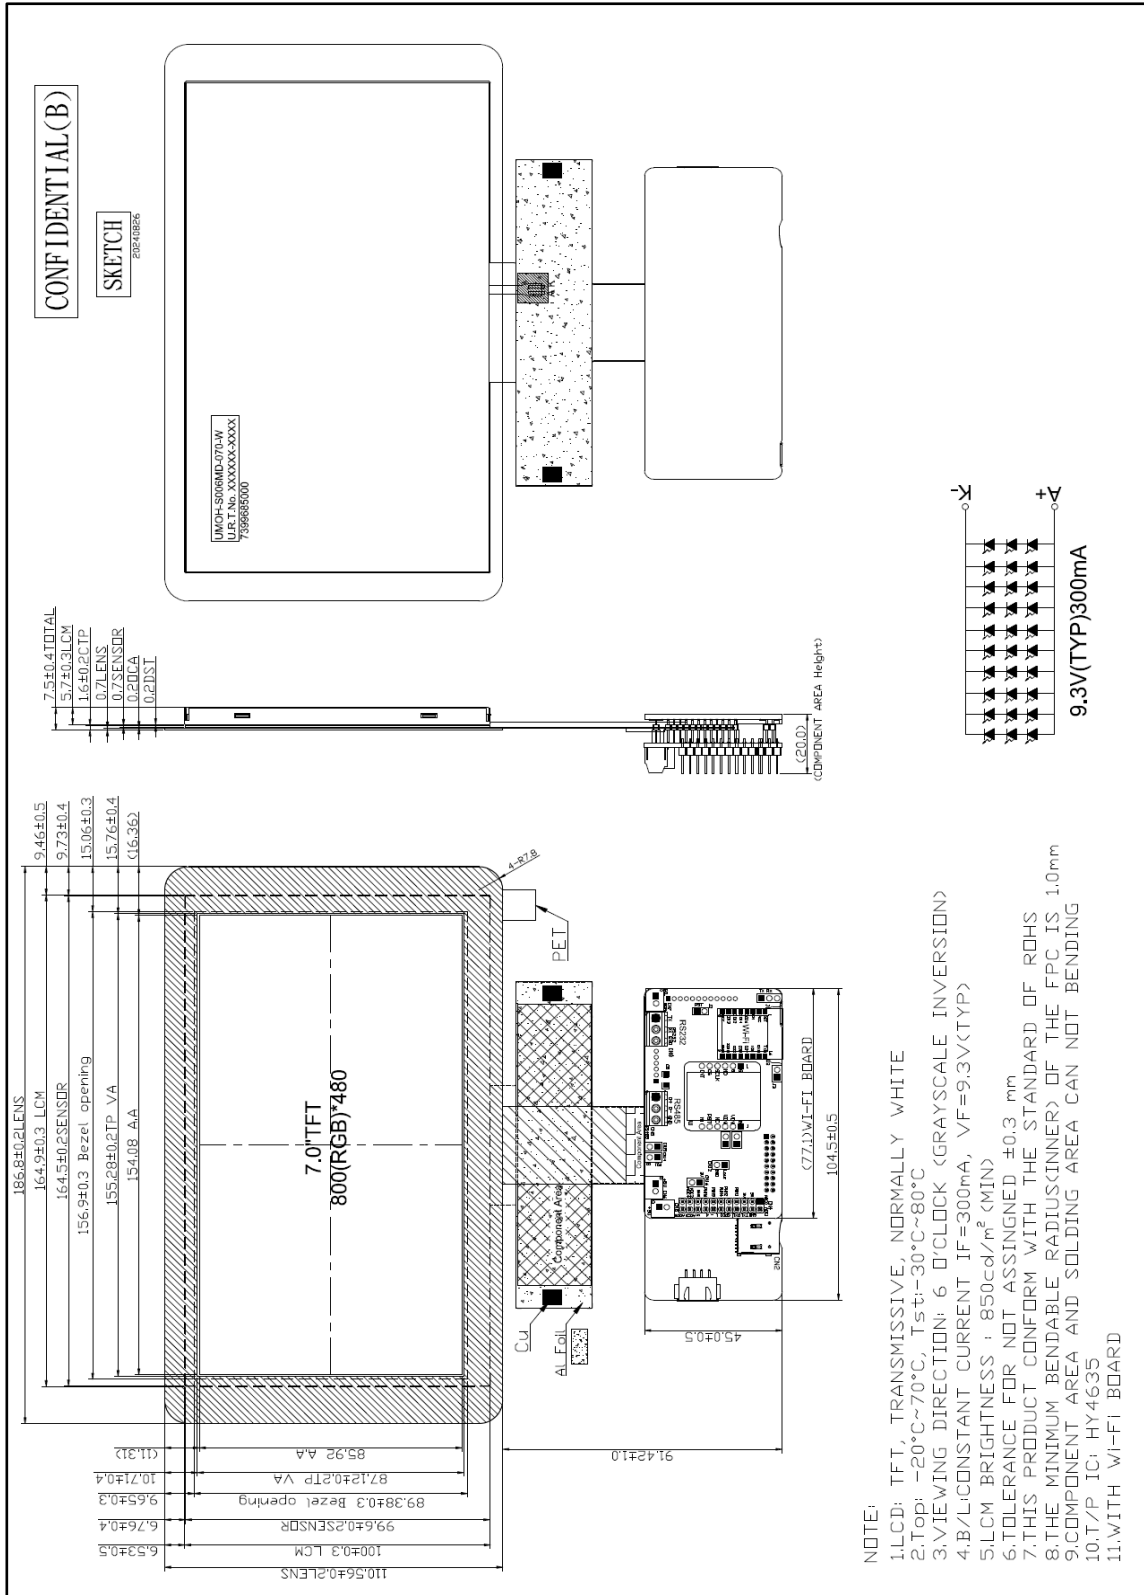 CONFIDENTIAL(B)
SKETCH
20240826
UMOH-S006MD-070-W
U.R.T.No. XXXXXX-XXXX
7399685000
7.5±0.4TOTAL
5.7±0.3LCM
1.6±0.2CTP
0.7LENS
0.7SENSOR
0.2OCA
0.2DST
(20.0)
(COMPONENT AREA Height)
K-
A+
9.3V(TYP)300mA
186.8±0.2LENS
164.9±0.3 LCM
164.5±0.2SENSOR
156.9±0.3 Bezel opening
155.28±0.2TP VA
154.08 AA
9.46±0.5
9.73±0.4
15.06±0.3
15.76±0.4
(16.36)
4-R7.8
7.0"TFT
800(RGB)*480
PET
Cu
AL Foil
Component Area
Component Area
RS232
RS485
WI-FI
CN2
(77.1)WI-FI BOARD
104.5±0.5
45.0±0.5
91.42±1.0
(11.31)
10.71±0.4
9.65±0.3
6.76±0.4
6.53±0.5
85.92 A.A
87.12±0.2TP VA
89.38±0.3 Bezel opening
99.6±0.2SENSOR
100±0.3 LCM
110.56±0.2LENS
NOTE:
1.LCD: TFT, TRANSMISSIVE, NORMALLY WHITE
2.Top: -20°C~70°C, Tst:-30°C~80°C
3.VIEWING DIRECTION: 6 O'CLOCK (GRAYSCALE INVERSION)
4.B/L:CONSTANT CURRENT IF=300mA, VF=9.3V(TYP)
5.LCM BRIGHTNESS : 850cd/m² (MIN)
6.TOLERANCE FOR NOT ASSINGNED ±0.3 mm
7.THIS PRODUCT CONFORM WITH THE STANDARD OF ROHS
8.THE MINIMUM BENDABLE RADIUS(INNER) OF THE FPC IS 1.0mm
9.COMPONENT AREA AND SOLDING AREA CAN NOT BENDING
10.T/P IC: HY4635
11.WITH Wi-Fi BOARD